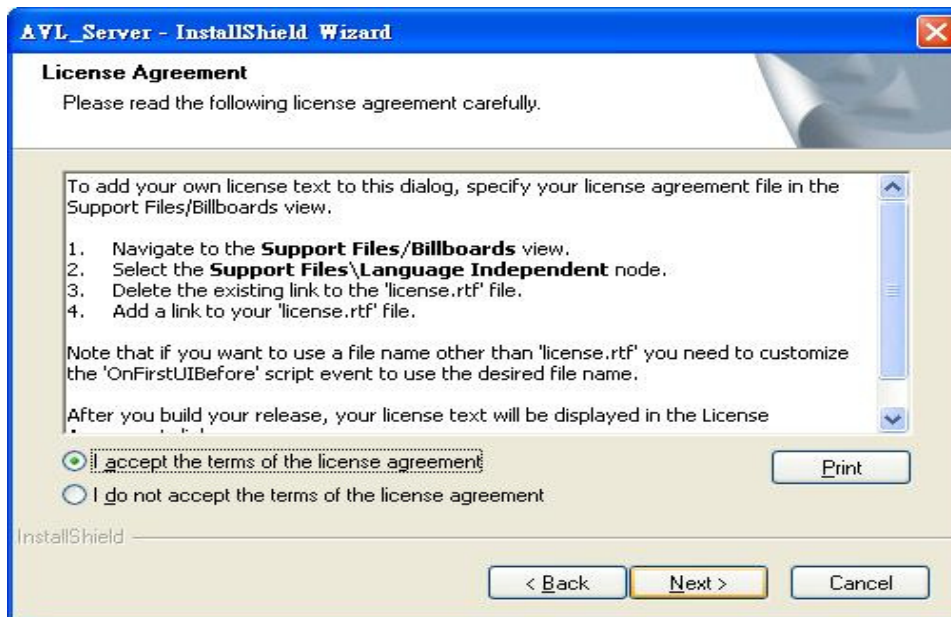 AVL_Server - InstallShield Wizard
License Agreement
Please read the following license agreement carefully.
To add your own license text to this dialog, specify your license agreement file in the
Support Files/Billboards view.
1. Navigate to the Support Files/Billboards view.
2. Select the Support Files\Language Independent node.
3. Delete the existing link to the 'license.rtf' file.
4. Add a link to your 'license.rtf' file.
Note that if you want to use a file name other than 'license.rtf' you need to customize
the 'OnFirstUIBefore' script event to use the desired file name.
After you build your release, your license text will be displayed in the License
I accept the terms of the license agreement
Print
I do not accept the terms of the license agreement
InstallShield
< Back
Next >
Cancel